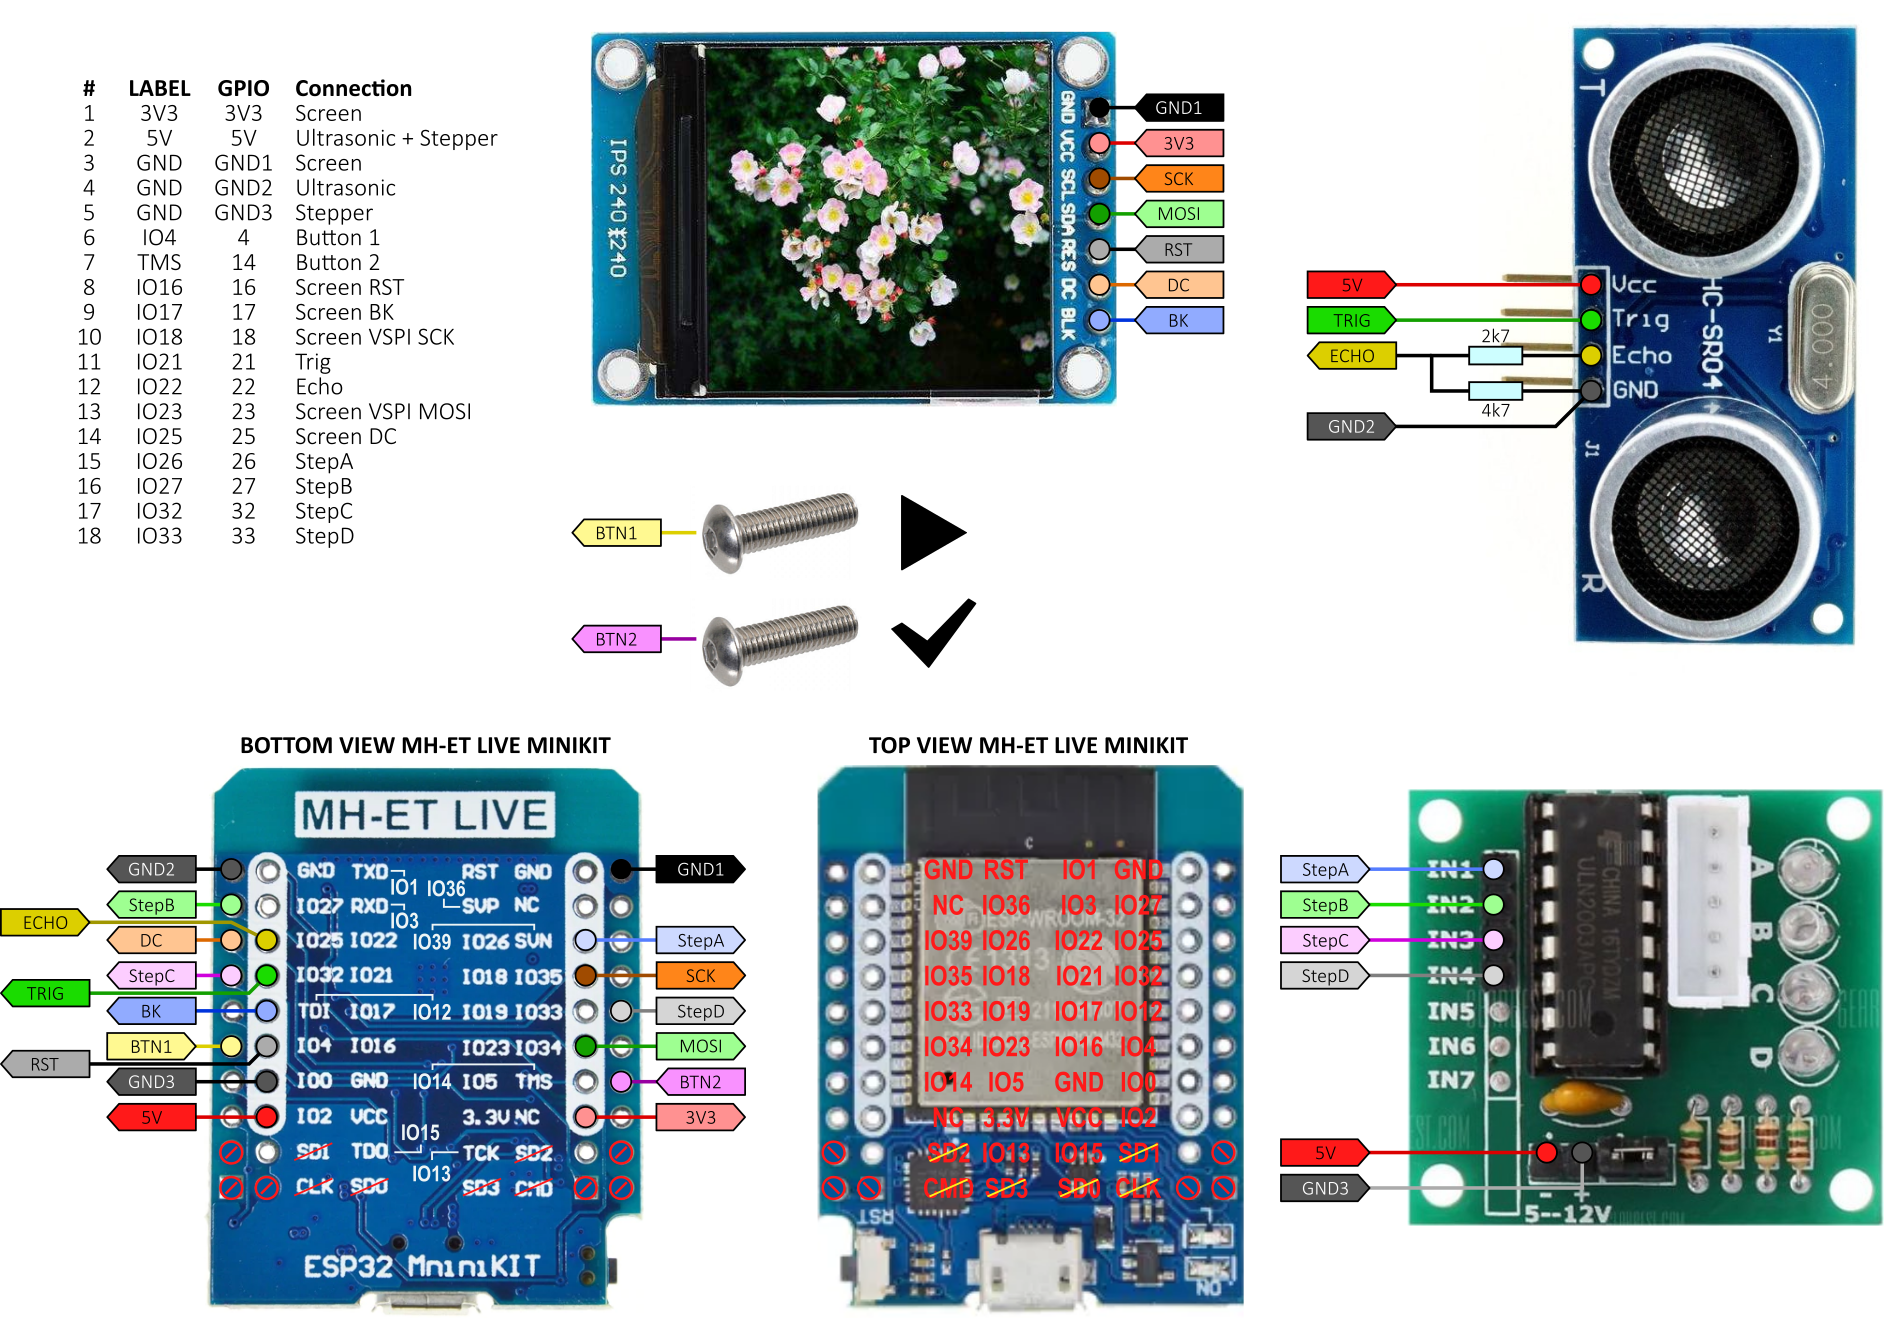 # LABEL GPIO Connection
1 3V3 3V3 Screen
2 5V 5V Ultrasonic + Stepper
3 GND GND1 Screen
4 GND GND2 Ultrasonic
5 GND GND3 Stepper
6 IO4 4 Button 1
7 TMS 14 Button 2
8 IO16 16 Screen RST
9 IO17 17 Screen BK
10 IO18 18 Screen VSPI SCK
11 IO21 21 Trig
12 IO22 22 Echo
13 IO23 23 Screen VSPI MOSI
14 IO25 25 Screen DC
15 IO26 26 StepA
16 IO27 27 StepB
17 IO32 32 StepC
18 IO33 33 StepD
IPS 240*240
GND VCC SCL SDA RES DC BLK
GND1
3V3
SCK
MOSI
RST
DC
BK
T
5V Vcc
TRIG Trig
ECHO 2k7 Echo
4k7 GND
GND2
HC-SR04
Y1
4.000
J1
R
BTN1
BTN2
BOTTOM VIEW MH-ET LIVE MINIKIT
MH-ET LIVE
GND2 GND TXD IO1 IO36 RST GND GND1
StepB IO27 RXD IO3 SVP NC
ECHO
DC IO25 IO22 IO39 IO26 SVN StepA
StepC IO32 IO21 IO18 IO35 SCK
TRIG
BK TDI IO17 IO12 IO19 IO33 StepD
BTN1 IO4 IO16 IO23 IO34 MOSI
RST
GND3 IO0 GND IO14 IO5 TMS BTN2
5V IO2 VCC 3.3V NC 3V3
IO15
SD1 TDO TCK SD2
IO13
CLK SD0 SD3 CMD
ESP32 MniniKIT
TOP VIEW MH-ET LIVE MINIKIT
GND RST IO1 GND
NC IO36 IO3 IO27
IO39 IO26 IO22 IO25
IO35 IO18 IO21 IO32
IO33 IO19 IO17 IO12
IO34 IO23 IO16 IO4
IO14 IO5 GND IO0
NC 3.3V VCC IO2
SD2 IO13 IO15 SD1
CMD SD3 SD0 CLK
RST
L
ON
StepA IN1
StepB IN2
StepC IN3
StepD IN4
IN5
IN6
IN7
CHINA 16TYDZM
ULN2003APG
A
B
C
D
5V
GND3
- +
5--12V